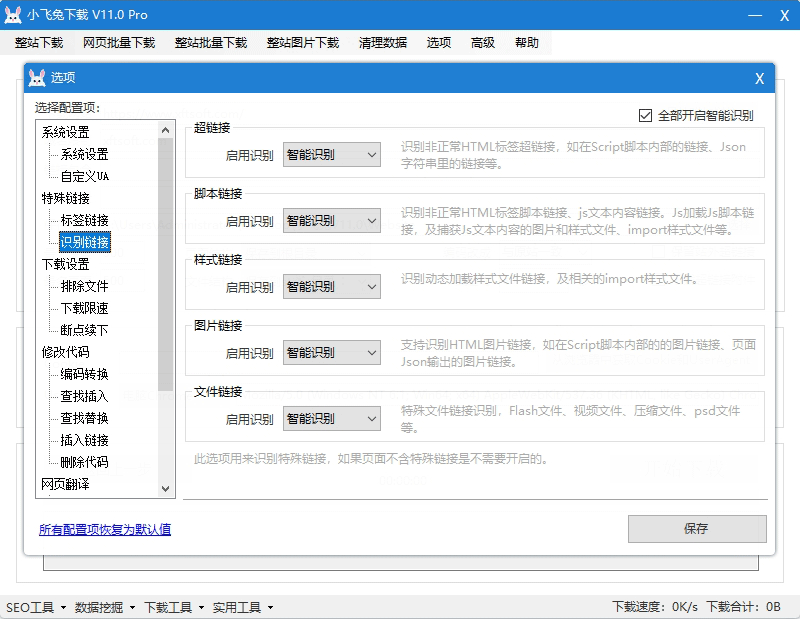 小飞兔下载 V11.0 Pro
整站下载 网页批量下载 整站批量下载 整站图片下载 清理数据 选项 高级 帮助
选项
选择配置项:
全部开启智能识别
系统设置
系统设置
自定义UA
特殊链接
标签链接
识别链接
下载设置
排除文件
下载限速
断点续下
修改代码
编码转换
查找插入
查找替换
插入链接
删除代码
网页翻译
超链接
启用识别 智能识别
识别非正常HTML标签超链接，如在Script脚本内部的链接、Json
字符串里的链接等。
脚本链接
启用识别 智能识别
识别非正常HTML标签脚本链接、js文本内容链接。Js加载Js脚本链
接，及捕获Js文本内容的图片和样式文件、import样式文件等。
样式链接
启用识别 智能识别
识别动态加载样式文件链接，及相关的import样式文件。
图片链接
启用识别 智能识别
支持识别HTML图片链接，如在Script脚本内部的的图片链接、页面
Json输出的图片链接。
文件链接
启用识别 智能识别
特殊文件链接识别，Flash文件、视频文件、压缩文件、psd文件
等。
此选项用来识别特殊链接，如果页面不含特殊链接是不需要开启的。
所有配置项恢复为默认值
保存
SEO工具 数据挖掘 下载工具 实用工具 下载速度: 0K/s 下载合计: 0B